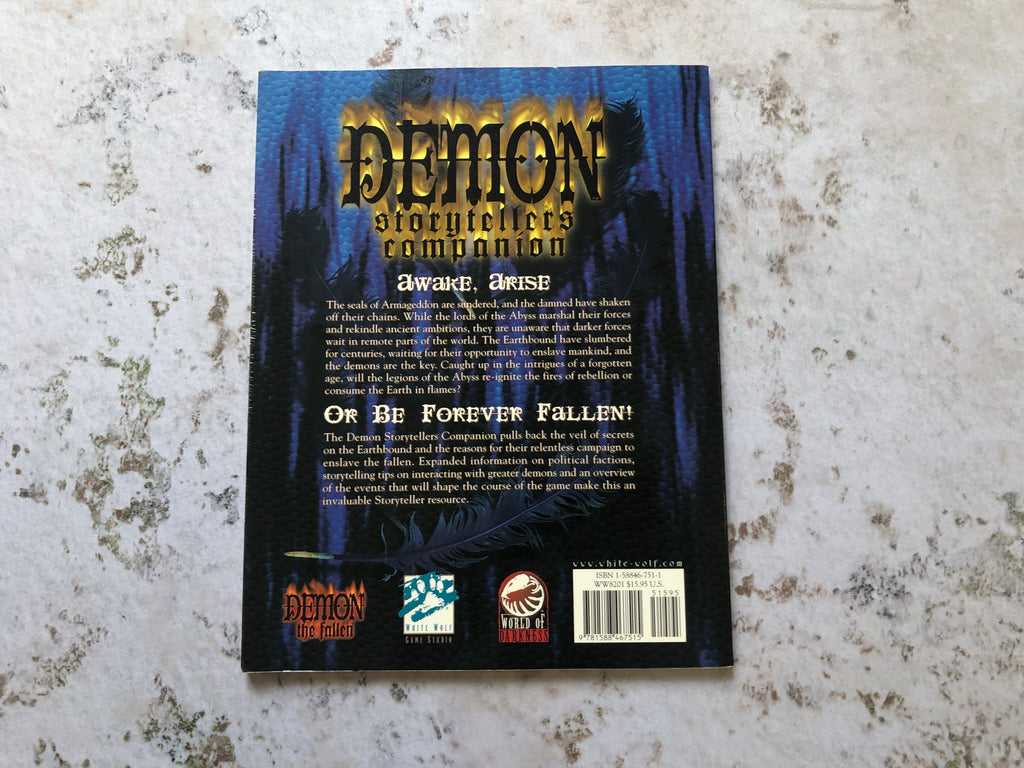 DEMON
storytellers
companion
Awake, Arise
The seals of Armageddon are sundered, and the damned have shaken
off their chains. While the lords of the Abyss marshal their forces
and rekindle ancient ambitions, they are unaware that darker forces
wait in remote parts of the world. The Earthbound have slumbered
for centuries, waiting for their opportunity to enslave mankind, and
the demons are the key. Caught up in the intrigues of a forgotten
age, will the legions of the Abyss re-ignite the fires of rebellion or
consume the Earth in flames?
Or Be Forever Fallen!
The Demon Storytellers Companion pulls back the veil of secrets
on the Earthbound and the reasons for their relentless campaign to
enslave the fallen. Expanded information on political factions,
storytelling tips on interacting with greater demons and an overview
of the events that will shape the course of the game make this an
invaluable Storyteller resource.
www.white-wolf.com
ISBN 1-58846-751-1
WW8201 $15.95 U.S.
51595
9 781588 467515
DEMON
the fallen
White Wolf
Game Studio
WORLD OF
DARKNESS